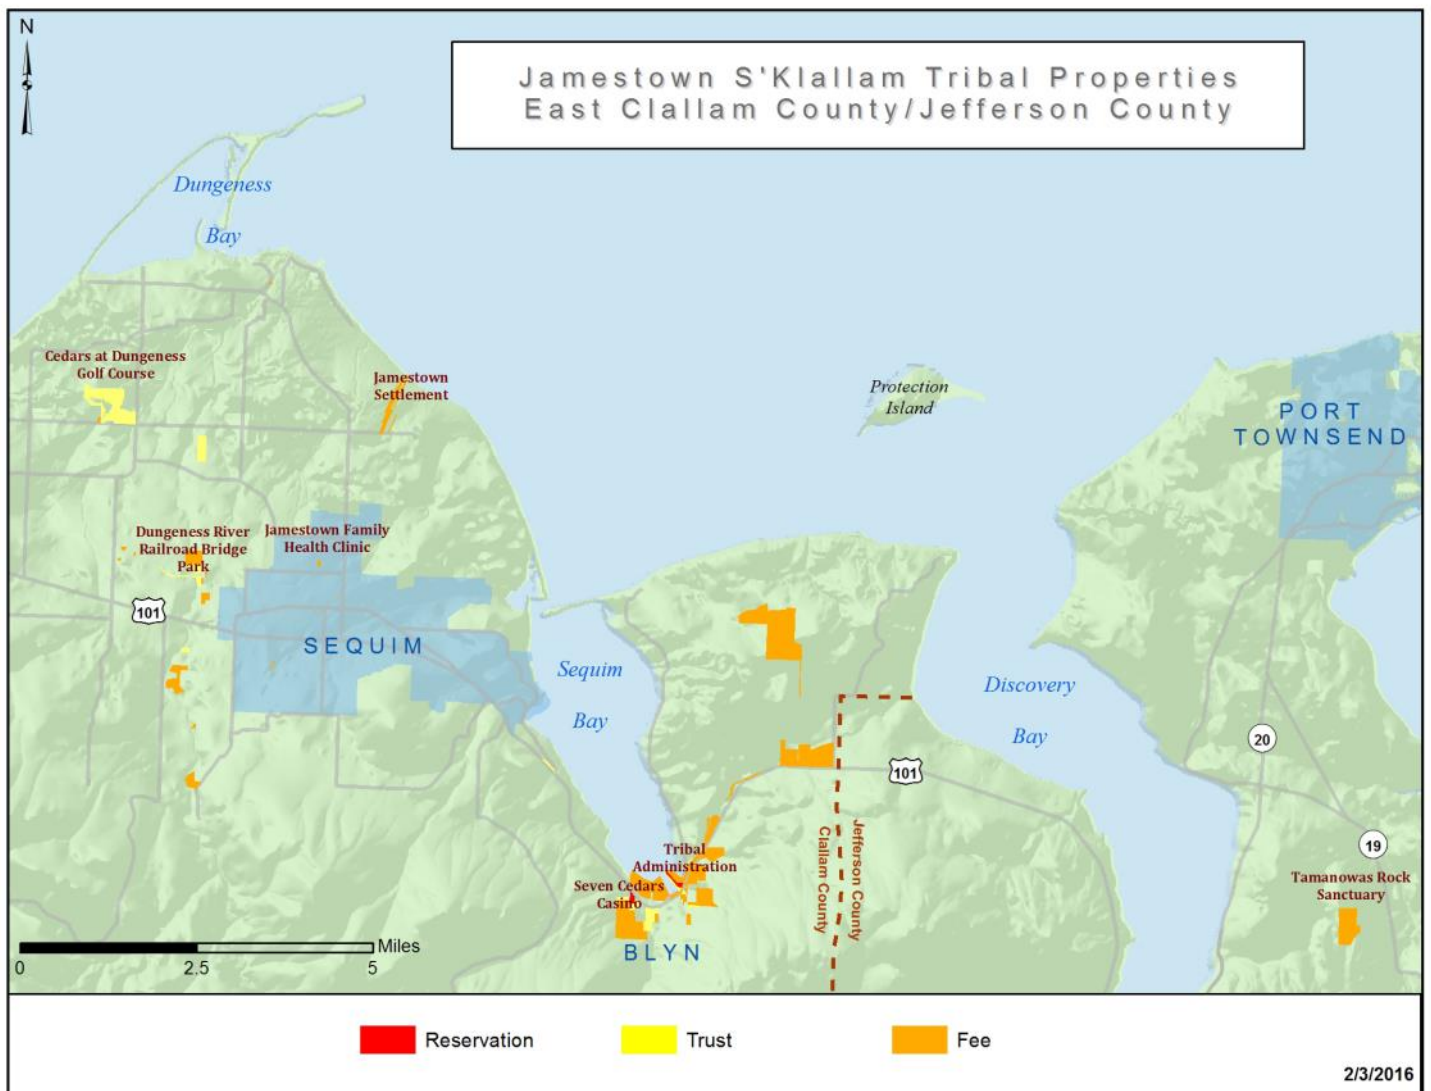 N
Jamestown S'Klallam Tribal Properties
East Clallam County/Jefferson County
Dungeness
Bay
Cedars at Dungeness
Golf Course
Jamestown
Settlement
Protection
Island
PORT
TOWNSEND
Dungeness River
Railroad Bridge
Park
Jamestown Family
Health Clinic
101
SEQUIM
Sequim
Bay
Discovery
Bay
20
101
19
Tribal
Administration
Seven Cedars
Casino
Clallam County
Jefferson County
Tamanowas Rock
Sanctuary
BLYN
Miles
0
2.5
5
Reservation
Trust
Fee
2/3/2016